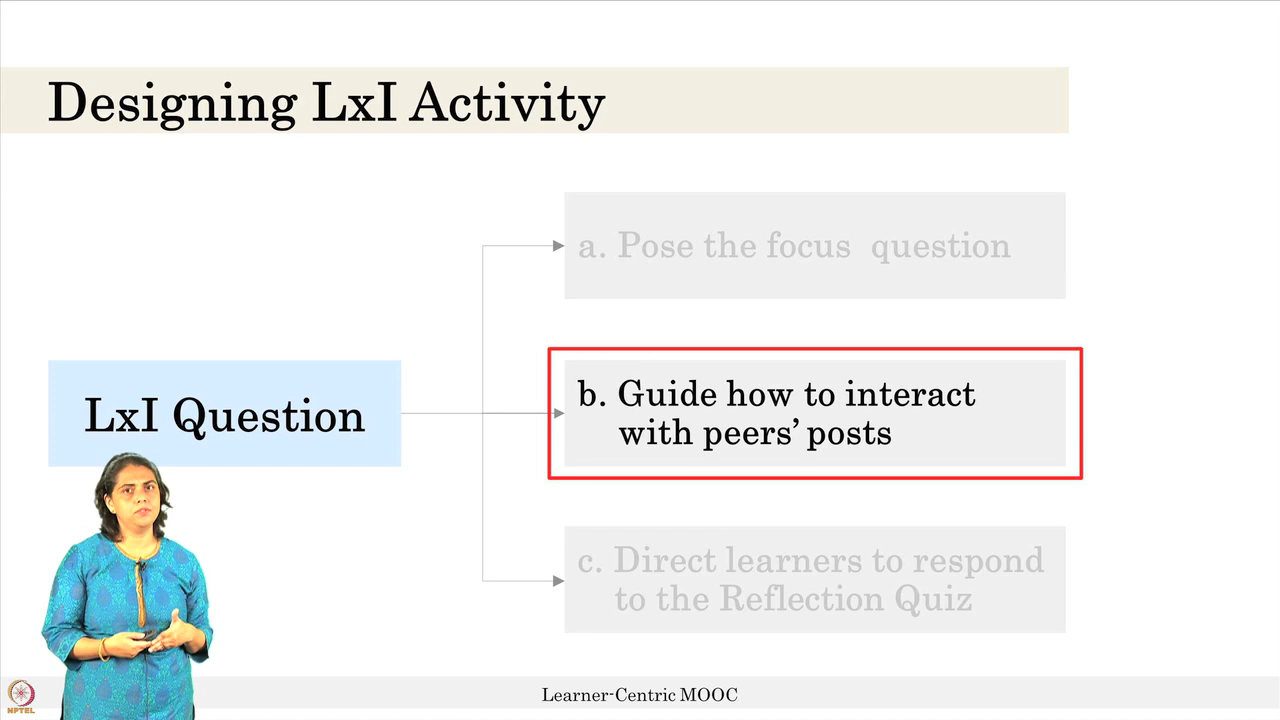 Designing LxI Activity
a. Pose the focus question
LxI Question
b. Guide how to interact
with peers’ posts
c. Direct learners to respond
to the Reflection Quiz
NPTEL
Learner-Centric MOOC